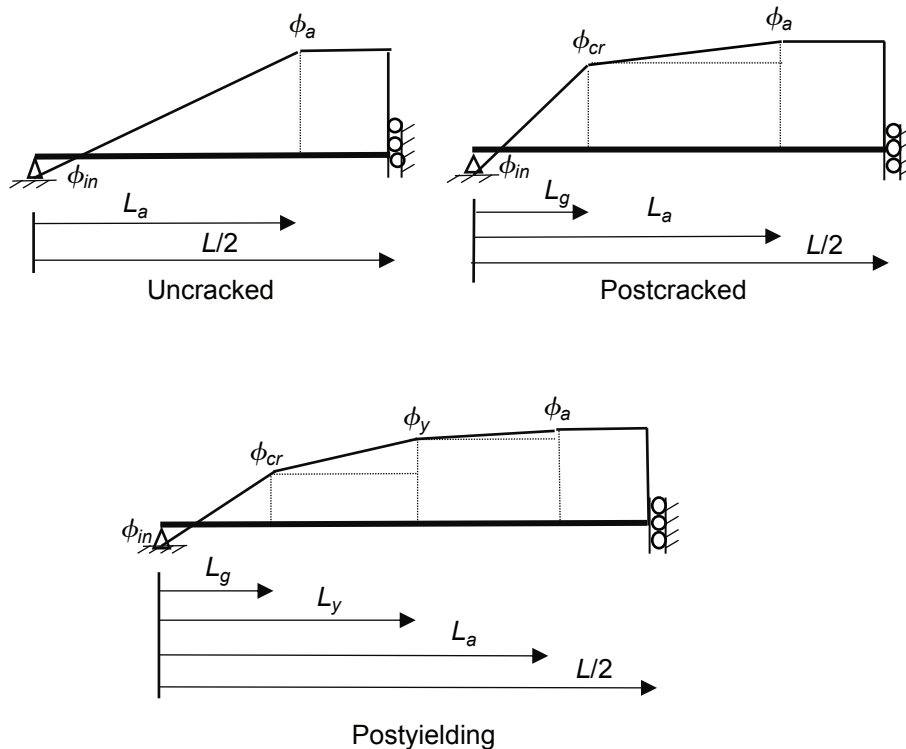 ϕa
ϕin
La
L/2
Uncracked
ϕcr
ϕa
ϕin
Lg
La
L/2
Postcracked
ϕcr
ϕy
ϕa
ϕin
Lg
Ly
La
L/2
Postyielding